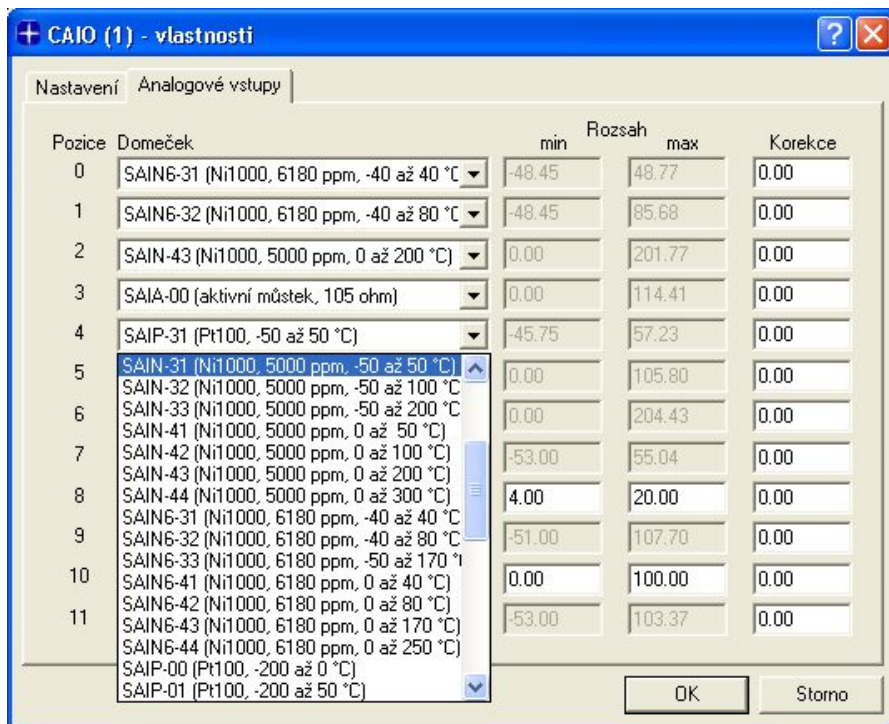 CAIO (1) - vlastnosti
Nastavení Analogové vstupy
Rozsah
Pozice Domeček min max Korekce
0 SAIN6-31 (Ni1000, 6180 ppm, -40 až 40 °C -48.45 48.77 0.00
1 SAIN6-32 (Ni1000, 6180 ppm, -40 až 80 °C -48.45 85.68 0.00
2 SAIN-43 (Ni1000, 5000 ppm, 0 až 200 °C) 0.00 201.77 0.00
3 SAIA-00 (aktivní můstek, 105 ohm) 0.00 114.41 0.00
4 SAIP-31 (Pt100, -50 až 50 °C) -45.75 57.23 0.00
5 0.00 105.80 0.00
6 0.00 204.43 0.00
7 -53.00 55.04 0.00
8 4.00 20.00 0.00
9 -51.00 107.70 0.00
10 0.00 100.00 0.00
11 -53.00 103.37 0.00
SAIN-31 (Ni1000, 5000 ppm, -50 až 50 °C)
SAIN-32 (Ni1000, 5000 ppm, -50 až 100 °C
SAIN-33 (Ni1000, 5000 ppm, -50 až 200 °C
SAIN-41 (Ni1000, 5000 ppm, 0 až 50 °C)
SAIN-42 (Ni1000, 5000 ppm, 0 až 100 °C)
SAIN-43 (Ni1000, 5000 ppm, 0 až 200 °C)
SAIN-44 (Ni1000, 5000 ppm, 0 až 300 °C)
SAIN6-31 (Ni1000, 6180 ppm, -40 až 40 °C
SAIN6-32 (Ni1000, 6180 ppm, -40 až 80 °C
SAIN6-33 (Ni1000, 6180 ppm, -50 až 170 °
SAIN6-41 (Ni1000, 6180 ppm, 0 až 40 °C)
SAIN6-42 (Ni1000, 6180 ppm, 0 až 80 °C)
SAIN6-43 (Ni1000, 6180 ppm, 0 až 170 °C)
SAIN6-44 (Ni1000, 6180 ppm, 0 až 250 °C)
SAIP-00 (Pt100, -200 až 0 °C)
SAIP-01 (Pt100, -200 až 50 °C)
OK Storno